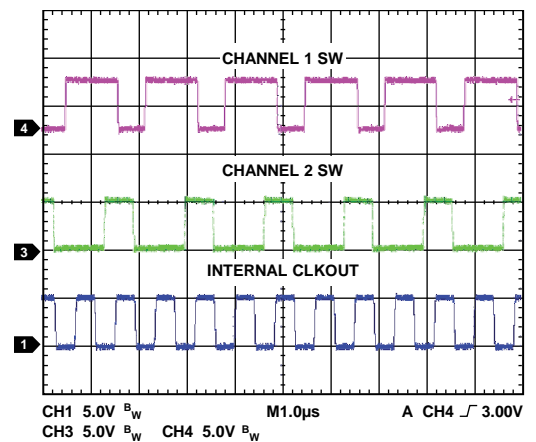 CHANNEL 1 SW
4
CHANNEL 2 SW
3
INTERNAL CLKOUT
1
CH1 5.0V BW M1.0µs A CH4 3.00V
CH3 5.0V BW CH4 5.0V BW